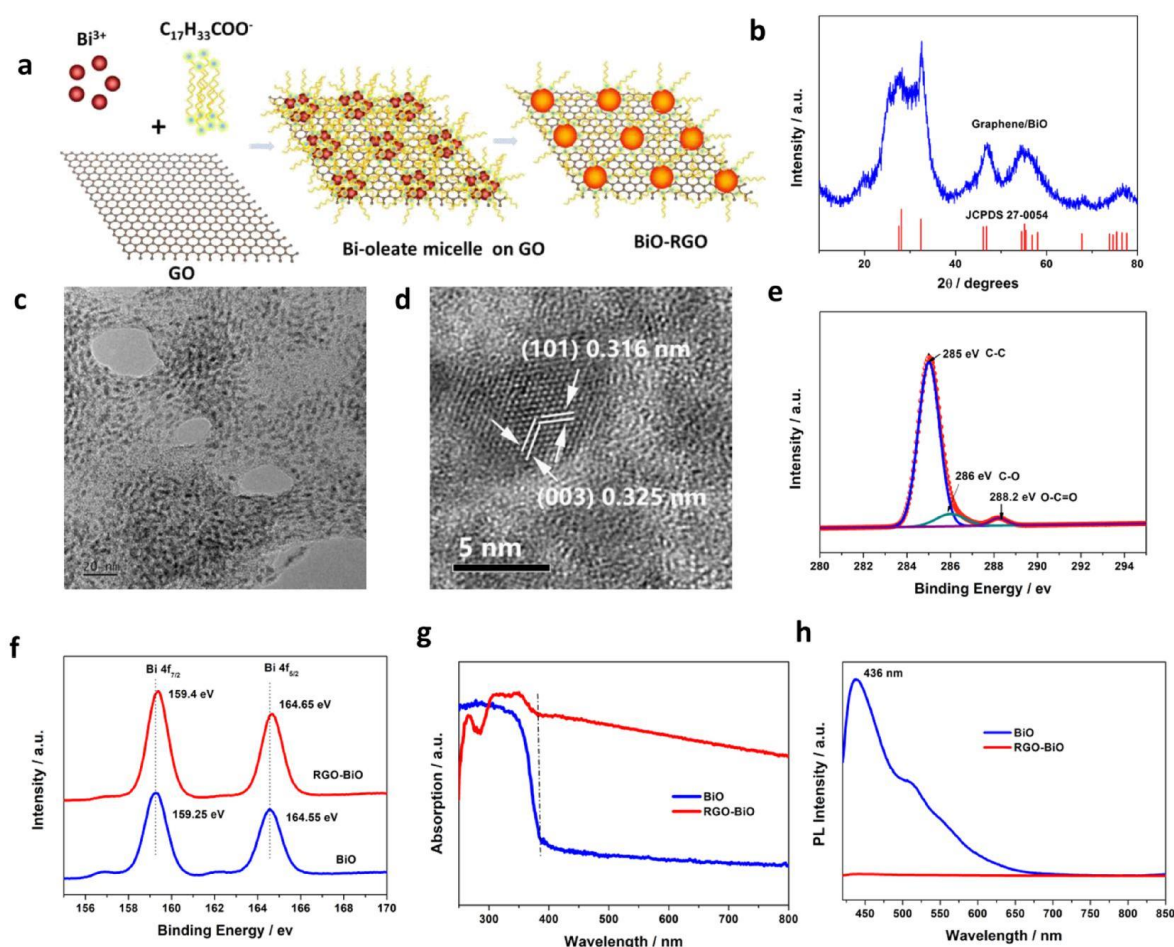 a
Bi³⁺
C₁₇H₃₃COO⁻
+
GO
Bi-oleate micelle on GO
BiO-RGO
b
Intensity / a.u.
Graphene/BiO
JCPDS 27-0054
20 40 60 80
2θ / degrees
c
20 nm
d
(101) 0.316 nm
(003) 0.325 nm
5 nm
e
Intensity / a.u.
285 eV C-C
286 eV C-O
288.2 eV O-C=O
280 282 284 286 288 290 292 294
Binding Energy / ev
f
Intensity / a.u.
Bi 4f₇/₂
Bi 4f₅/₂
159.4 eV
164.65 eV
RGO-BiO
159.25 eV
164.55 eV
BiO
156 158 160 162 164 166 168 170
Binding Energy / ev
g
Absorption / a.u.
BiO
RGO-BiO
300 400 500 600 700 800
Wavelength / nm
h
PL Intensity / a.u.
436 nm
BiO
RGO-BiO
450 500 550 600 650 700 750 800 850
Wavelength / nm